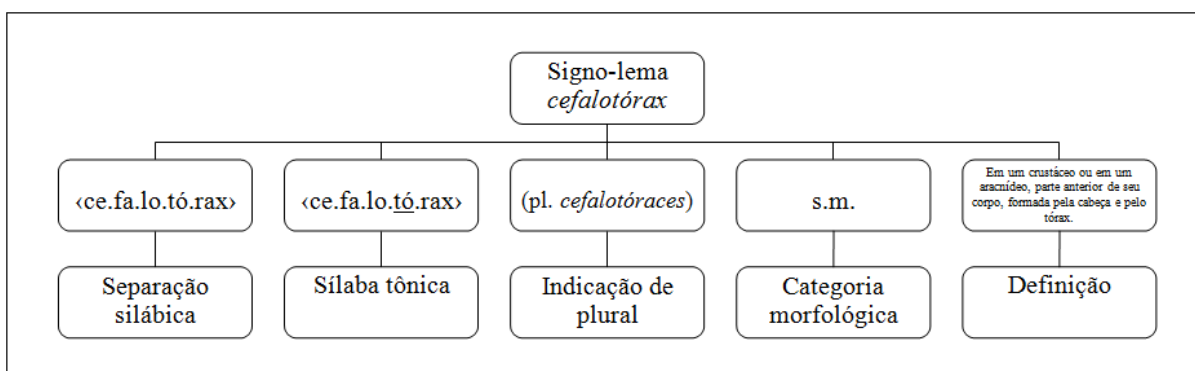 Signo-lema
cefalotórax
‹ce.fa.lo.tó.rax›
‹ce.fa.lo.tó.rax›
(pl. cefalotóraces)
s.m.
Em um crustáceo ou em um
aracnídeo, parte anterior de seu
corpo, formada pela cabeça e pelo
tórax.
Separação
silábica
Sílaba tônica
Indicação de
plural
Categoria
morfológica
Definição